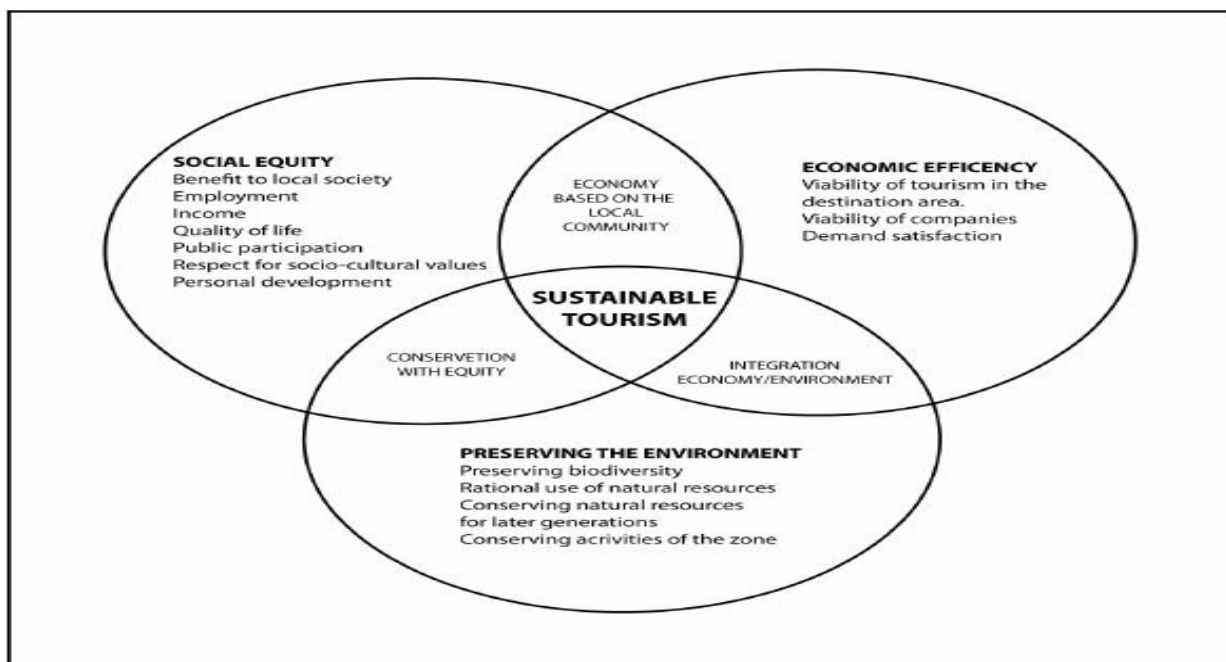 SOCIAL EQUITY
Benefit to local society
Employment
Income
Quality of life
Public participation
Respect for socio-cultural values
Personal development
ECONOMY
BASED ON THE
LOCAL
COMMUNITY
ECONOMIC EFFICENCY
Viability of tourism in the
destination area.
Viability of companies
Demand satisfaction
SUSTAINABLE
TOURISM
CONSERVETION
WITH EQUITY
INTEGRATION
ECONOMY/ENVIRONMENT
PRESERVING THE ENVIRONMENT
Preserving biodiversity
Rational use of natural resources
Conserving natural resources
for later generations
Conserving acrivities of the zone